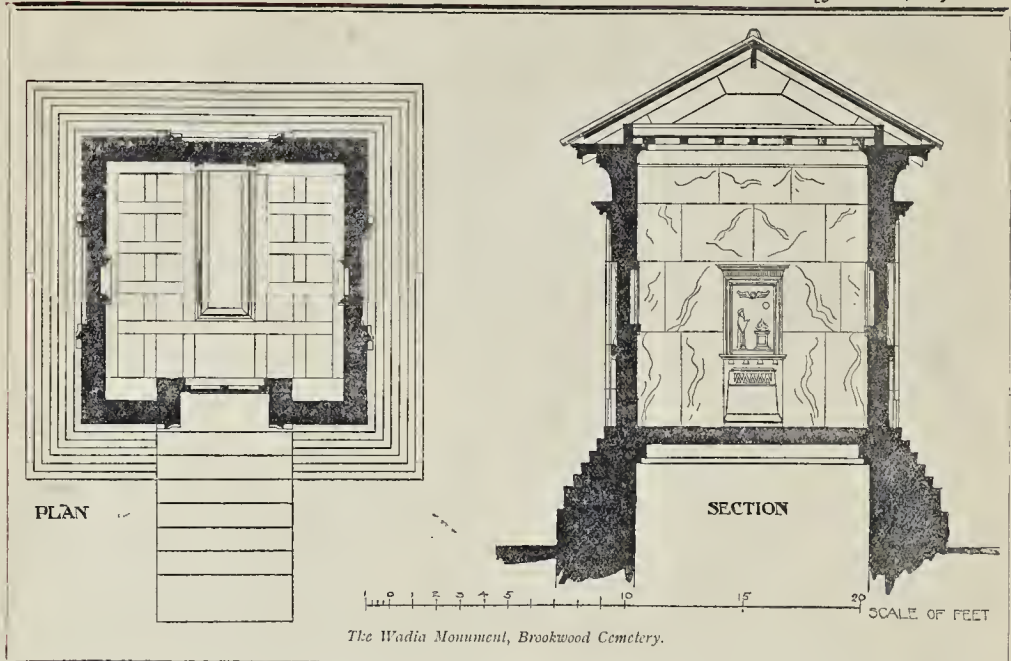 PLAN
SECTION
1 0 1 2 3 4 5 10 15 20
SCALE OF FEET
The Wadia Monument, Brookwood Cemetery.